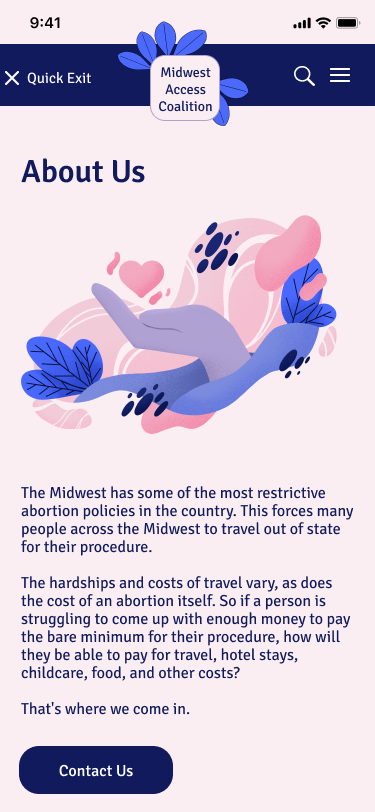 9:41
Quick Exit
Midwest
Access
Coalition
About Us
The Midwest has some of the most restrictive
abortion policies in the country. This forces many
people across the Midwest to travel out of state
for their procedure.
The hardships and costs of travel vary, as does
the cost of an abortion itself. So if a person is
struggling to come up with enough money to pay
the bare minimum for their procedure, how will
they be able to pay for travel, hotel stays,
childcare, food, and other costs?
That's where we come in.
Contact Us